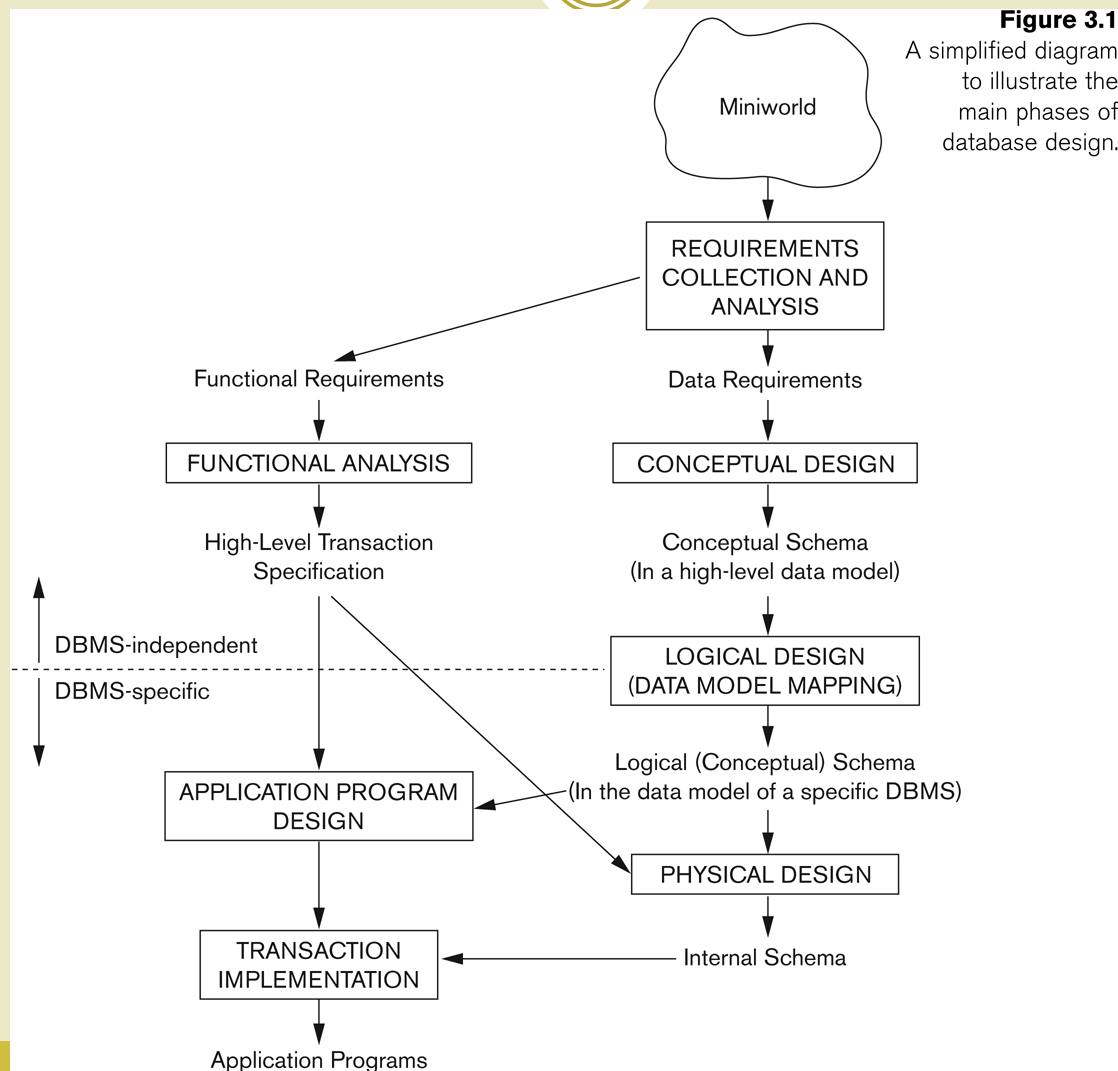 Figure 3.1
A simplified diagram
to illustrate the
main phases of
database design.
Miniworld
REQUIREMENTS
COLLECTION AND
ANALYSIS
Functional Requirements
Data Requirements
FUNCTIONAL ANALYSIS
CONCEPTUAL DESIGN
High-Level Transaction
Specification
Conceptual Schema
(In a high-level data model)
DBMS-independent
DBMS-specific
LOGICAL DESIGN
(DATA MODEL MAPPING)
Logical (Conceptual) Schema
(In the data model of a specific DBMS)
APPLICATION PROGRAM
DESIGN
PHYSICAL DESIGN
TRANSACTION
IMPLEMENTATION
Internal Schema
Application Programs